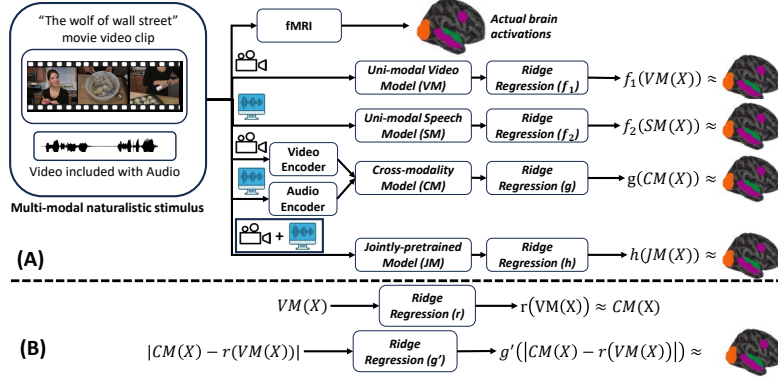 "The wolf of wall street"
movie video clip
Video included with Audio
Multi-modal naturalistic stimulus
(A)
fMRI
Actual brain
activations
Uni-modal Video
Model (VM)
Ridge
Regression (f₁)
f₁(VM(X)) ≈
Uni-modal Speech
Model (SM)
Ridge
Regression (f₂)
f₂(SM(X)) ≈
Video
Encoder
Audio
Encoder
Cross-modality
Model (CM)
Ridge
Regression (g)
g(CM(X)) ≈
+
Jointly-pretrained
Model (JM)
Ridge
Regression (h)
h(JM(X)) ≈
(B)
VM(X)
Ridge
Regression (r)
r(VM(X)) ≈ CM(X)
|CM(X) − r(VM(X))|
Ridge
Regression (g')
g'(|CM(X) − r(VM(X))|) ≈